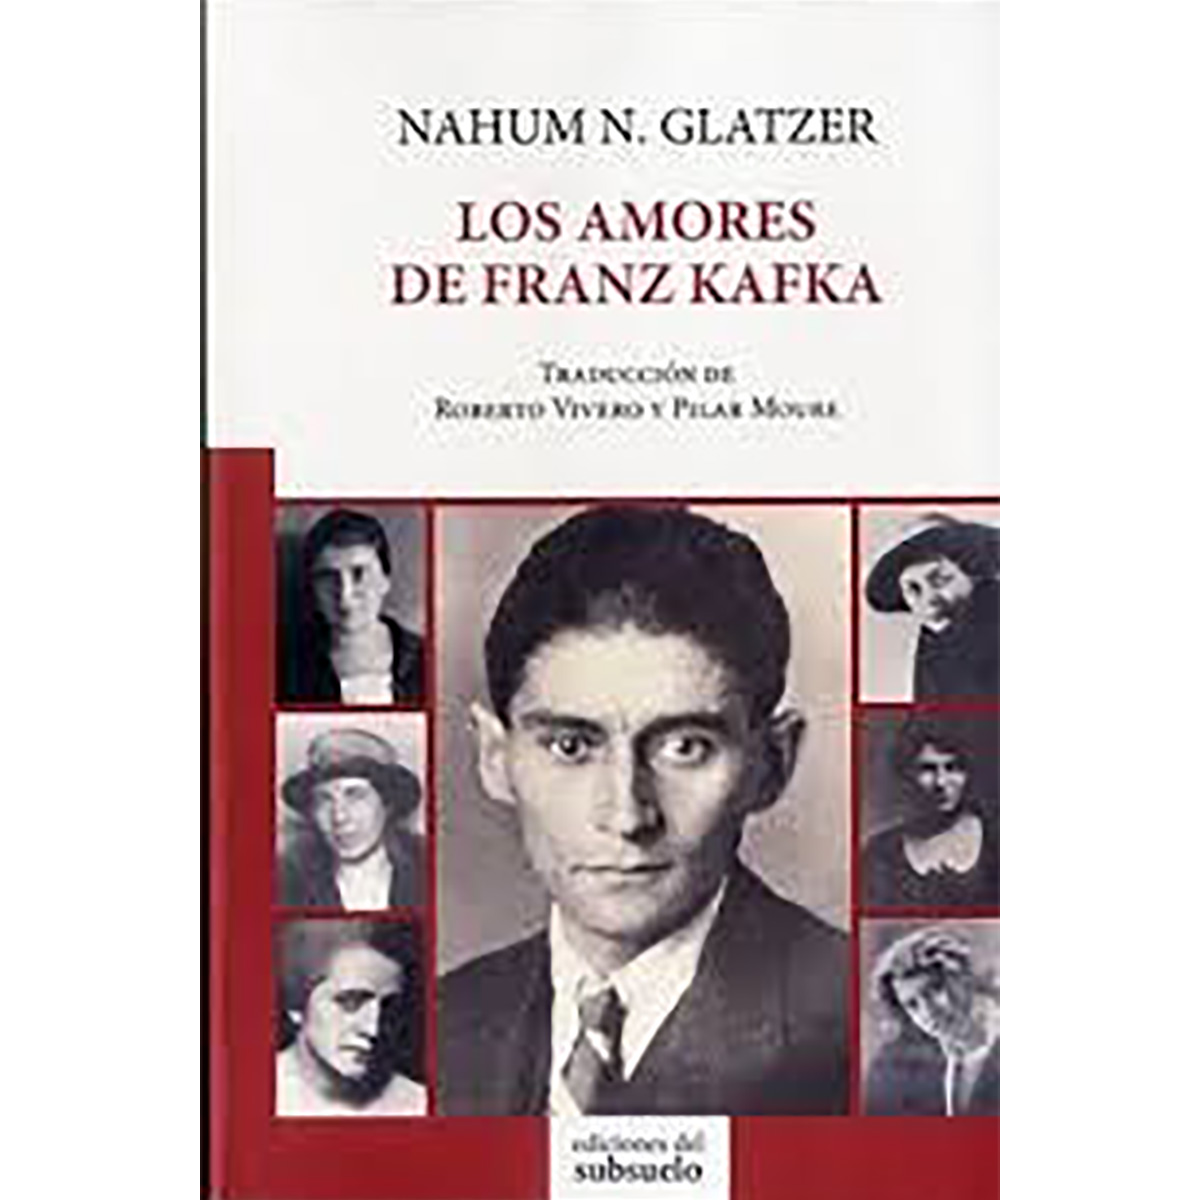 NAHUM N. GLATZER
LOS AMORES
DE FRANZ KAFKA
TRADUCCIÓN DE
ROBERTO VIVERO Y PILAR MOURE
ediciones del
subsuelo